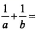 1/a + 1/b =